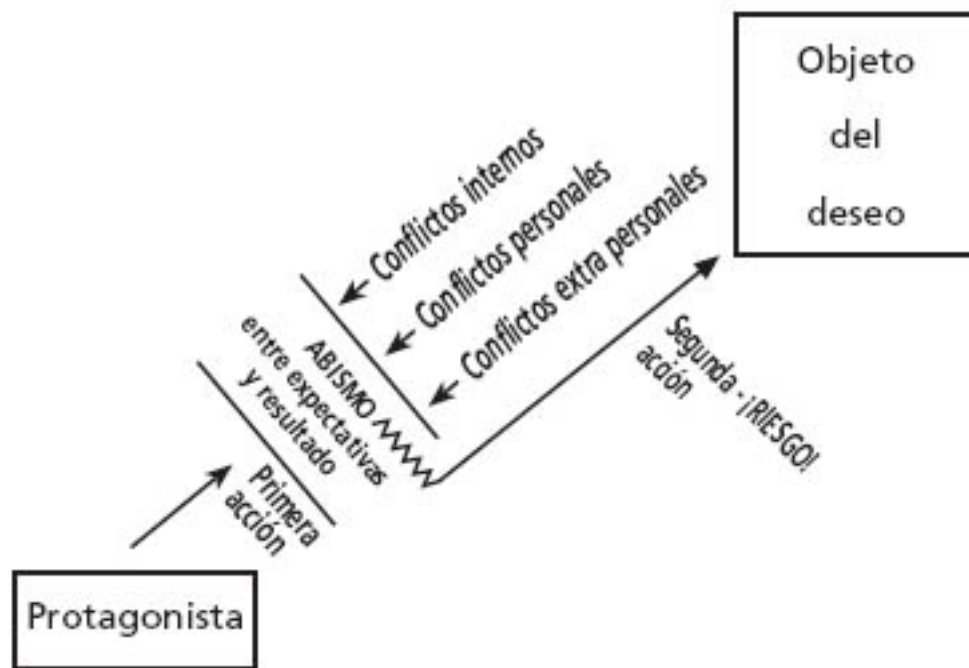 Objeto
del
deseo
Conflictos internos
Conflictos personales
Conflictos extra personales
ABISMO
entre expectativas
y resultado
Segunda - ¡RIESGO!
acción
Primera
acción
Protagonista